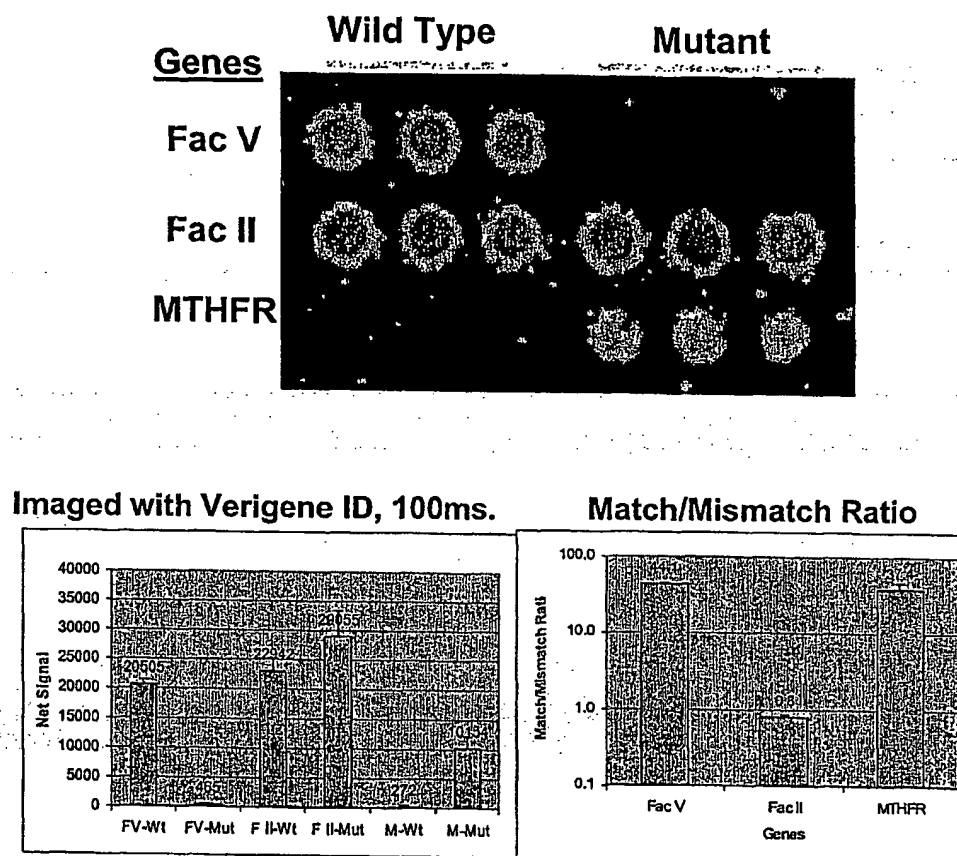 Wild Type
Mutant
Genes
Fac V
Fac II
MTHFR
Imaged with Verigene ID, 100ms.
Match/Mismatch Ratio
40000
35000
30000
25000
20000
15000
10000
5000
0
Net Signal
20505
29055
272
FV-Wt
FV-Mut
F II-Wt
F II-Mut
M-Wt
M-Mut
100.0
10.0
1.0
0.1
Match/Mismatch Rati
Fac V
Fac II
MTHFR
Genes